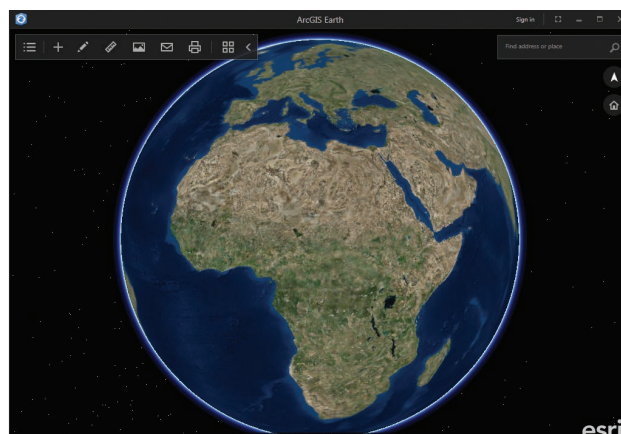 ArcGIS Earth
Sign in
Find address or place
esri